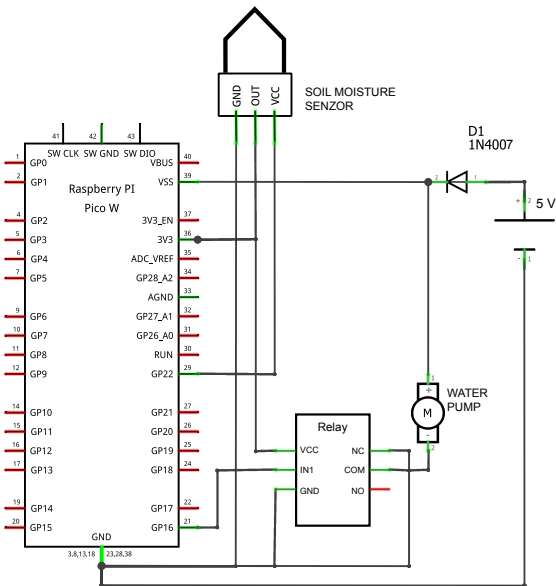 GND
OUT
VCC
SOIL MOISTURE
SENZOR
D1
1N4007
41
42
43
SW CLK
SW GND
SW DIO
Raspberry PI
Pico W
1
GP0
2
GP1
4
GP2
5
GP3
6
GP4
7
GP5
9
GP6
10
GP7
11
GP8
12
GP9
14
GP10
15
GP11
16
GP12
17
GP13
19
GP14
20
GP15
VBUS
40
VSS
39
3V3_EN
37
3V3
36
ADC_VREF
35
GP28_A2
34
AGND
33
GP27_A1
32
GP26_A0
31
RUN
30
GP22
29
GP21
27
GP20
26
GP19
25
GP18
24
GP17
22
GP16
21
GND
3,8,13,18
23,28,38
2
1
+
2
5 V
-
1
1
+
M
-
2
WATER
PUMP
Relay
VCC
IN1
GND
NC
COM
NO